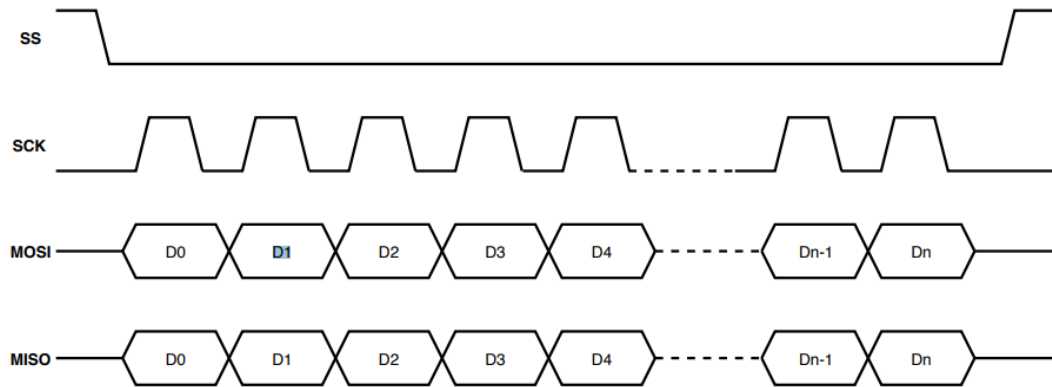 SS
SCK
MOSI D0 D1 D2 D3 D4 Dn-1 Dn
MISO D0 D1 D2 D3 D4 Dn-1 Dn